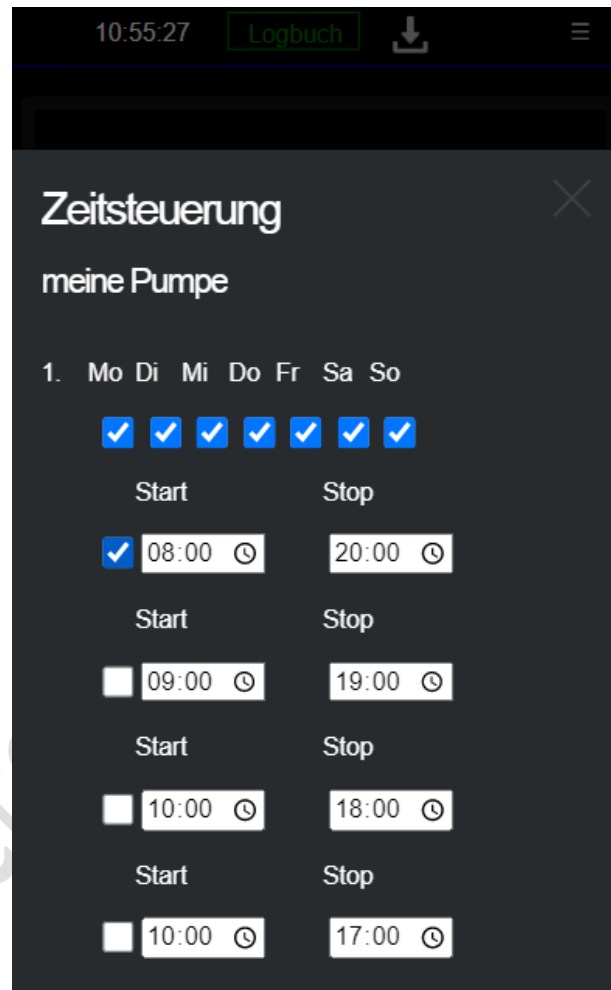 10:55:27 Logbuch
Zeitsteuerung
meine Pumpe
1. Mo Di Mi Do Fr Sa So
Start Stop
08:00 20:00
Start Stop
09:00 19:00
Start Stop
10:00 18:00
Start Stop
10:00 17:00